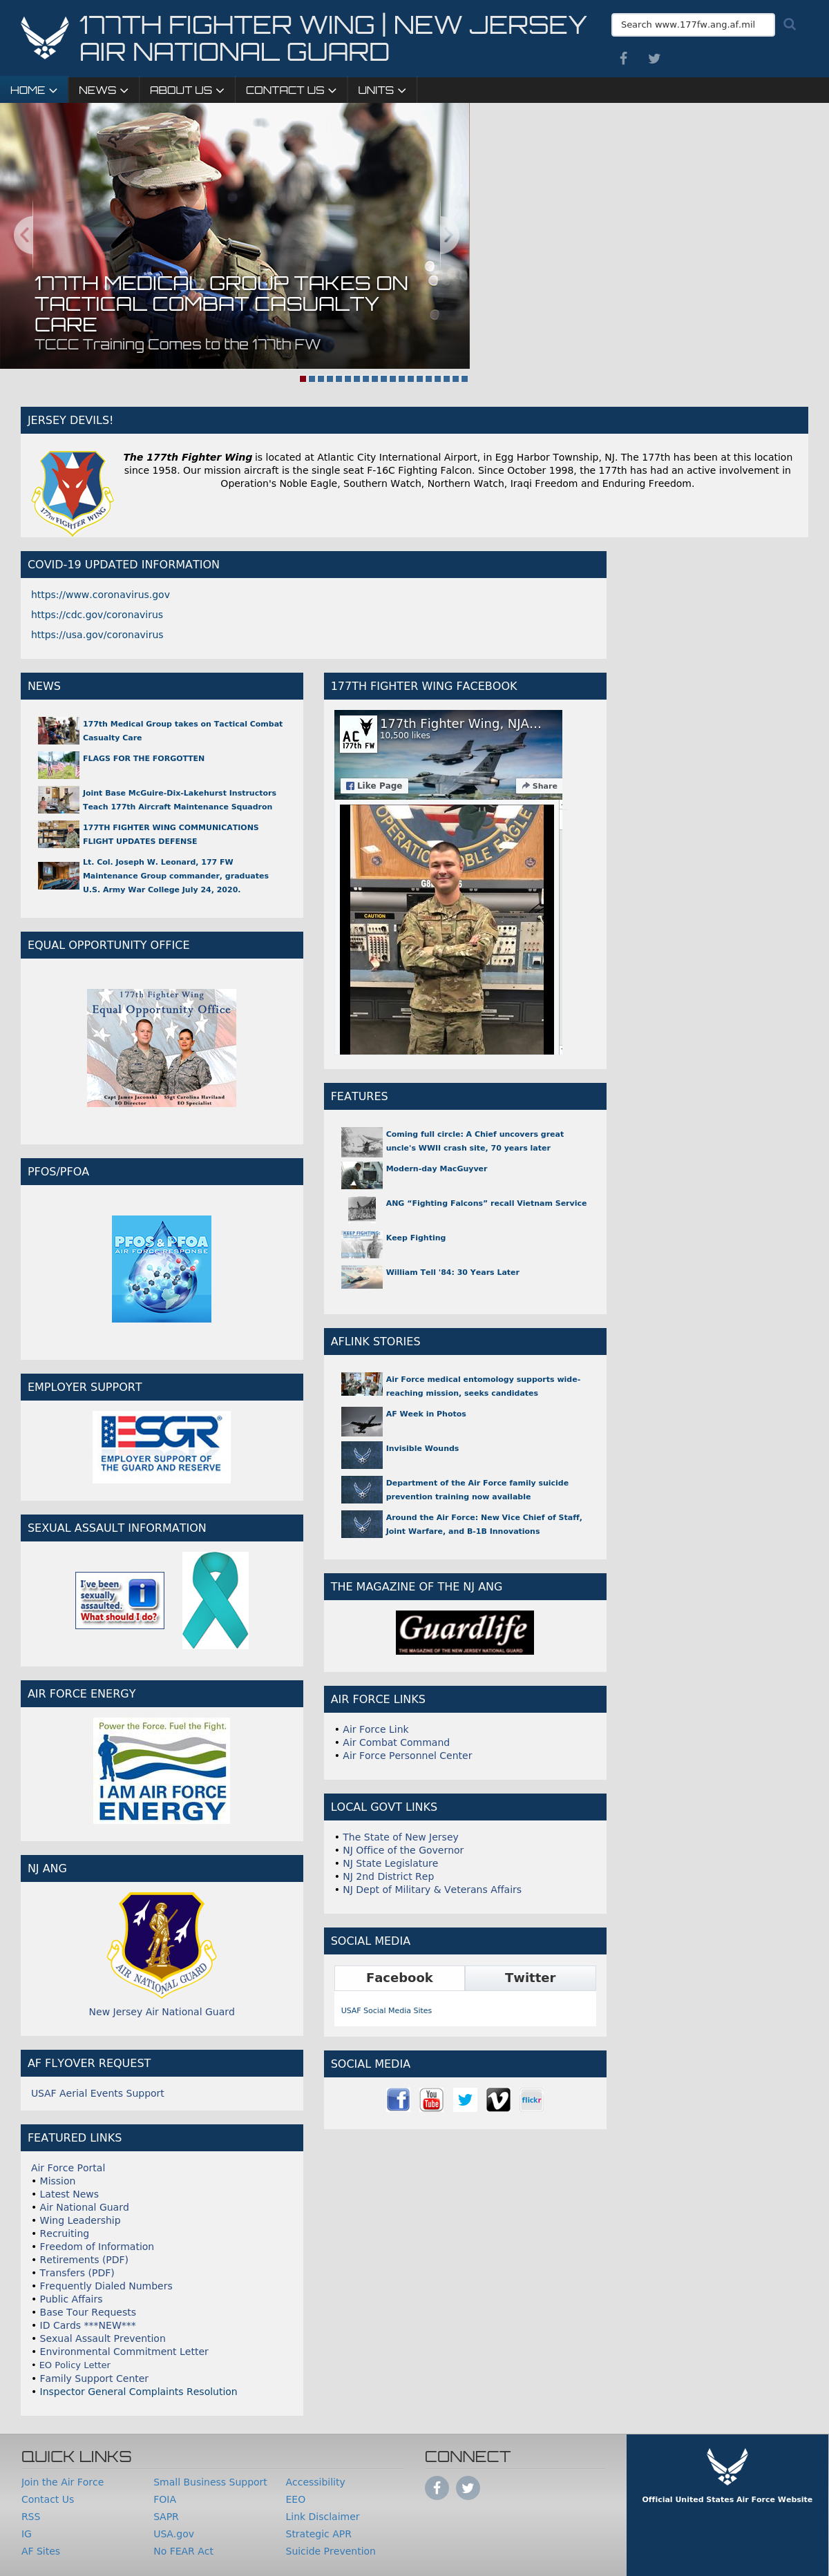 177TH FIGHTER WING | NEW JERSEY
AIR NATIONAL GUARD
Search www.177fw.ang.af.mil
HOME
NEWS
ABOUT US
CONTACT US
UNITS
177TH MEDICAL GROUP TAKES ON
TACTICAL COMBAT CASUALTY
CARE
TCCC Training Comes to the 177th FW
JERSEY DEVILS!
177TH FIGHTER WING
The 177th Fighter Wing is located at Atlantic City International Airport, in Egg Harbor Township, NJ. The 177th has been at this location
since 1958. Our mission aircraft is the single seat F-16C Fighting Falcon. Since October 1998, the 177th has had an active involvement in
Operation's Noble Eagle, Southern Watch, Northern Watch, Iraqi Freedom and Enduring Freedom.
COVID-19 UPDATED INFORMATION
https://www.coronavirus.gov
https://cdc.gov/coronavirus
https://usa.gov/coronavirus
NEWS
177th Medical Group takes on Tactical Combat
Casualty Care
FLAGS FOR THE FORGOTTEN
Joint Base McGuire-Dix-Lakehurst Instructors
Teach 177th Aircraft Maintenance Squadron
177TH FIGHTER WING COMMUNICATIONS
FLIGHT UPDATES DEFENSE
Lt. Col. Joseph W. Leonard, 177 FW
Maintenance Group commander, graduates
U.S. Army War College July 24, 2020.
EQUAL OPPORTUNITY OFFICE
177th Fighter Wing
Equal Opportunity Office
Capt James Jaconski
EO Director
SSgt Carolina Haviland
EO Specialist
PFOS/PFOA
PFOS & PFOA
AIR FORCE RESPONSE
EMPLOYER SUPPORT
ESGR
EMPLOYER SUPPORT OF
THE GUARD AND RESERVE
SEXUAL ASSAULT INFORMATION
I've been
sexually
assaulted.
What should I do?
i
AIR FORCE ENERGY
Power the Force. Fuel the Fight.
I AM AIR FORCE
ENERGY
NJ ANG
AIR NATIONAL GUARD
New Jersey Air National Guard
AF FLYOVER REQUEST
USAF Aerial Events Support
FEATURED LINKS
Air Force Portal
• Mission
• Latest News
• Air National Guard
• Wing Leadership
• Recruiting
• Freedom of Information
• Retirements (PDF)
• Transfers (PDF)
• Frequently Dialed Numbers
• Public Affairs
• Base Tour Requests
• ID Cards ***NEW***
• Sexual Assault Prevention
• Environmental Commitment Letter
• EO Policy Letter
• Family Support Center
• Inspector General Complaints Resolution
177TH FIGHTER WING FACEBOOK
AC
177th FW
177th Fighter Wing, NJA...
10,500 likes
Like Page
Share
OPERATION NOBLE EAGLE
CAUTION
FEATURES
Coming full circle: A Chief uncovers great
uncle's WWII crash site, 70 years later
Modern-day MacGuyver
ANG “Fighting Falcons” recall Vietnam Service
KEEP FIGHTING
Keep Fighting
William Tell '84: 30 Years Later
AFLINK STORIES
Air Force medical entomology supports wide-
reaching mission, seeks candidates
AF Week in Photos
Invisible Wounds
Department of the Air Force family suicide
prevention training now available
Around the Air Force: New Vice Chief of Staff,
Joint Warfare, and B-1B Innovations
THE MAGAZINE OF THE NJ ANG
Guardlife
THE MAGAZINE OF THE NEW JERSEY NATIONAL GUARD
AIR FORCE LINKS
• Air Force Link
• Air Combat Command
• Air Force Personnel Center
LOCAL GOVT LINKS
• The State of New Jersey
• NJ Office of the Governor
• NJ State Legislature
• NJ 2nd District Rep
• NJ Dept of Military & Veterans Affairs
SOCIAL MEDIA
Facebook
Twitter
USAF Social Media Sites
SOCIAL MEDIA
You Tube
flickr
QUICK LINKS
Join the Air Force
Contact Us
RSS
IG
AF Sites
Small Business Support
FOIA
SAPR
USA.gov
No FEAR Act
Accessibility
EEO
Link Disclaimer
Strategic APR
Suicide Prevention
CONNECT
Official United States Air Force Website